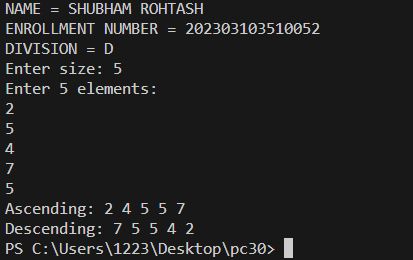 NAME = SHUBHAM ROHTASH
ENROLLMENT NUMBER = 202303103510052
DIVISION = D
Enter size: 5
Enter 5 elements:
2
5
4
7
5
Ascending: 2 4 5 5 7
Descending: 7 5 5 4 2
PS C:\Users\1223\Desktop\pc30>